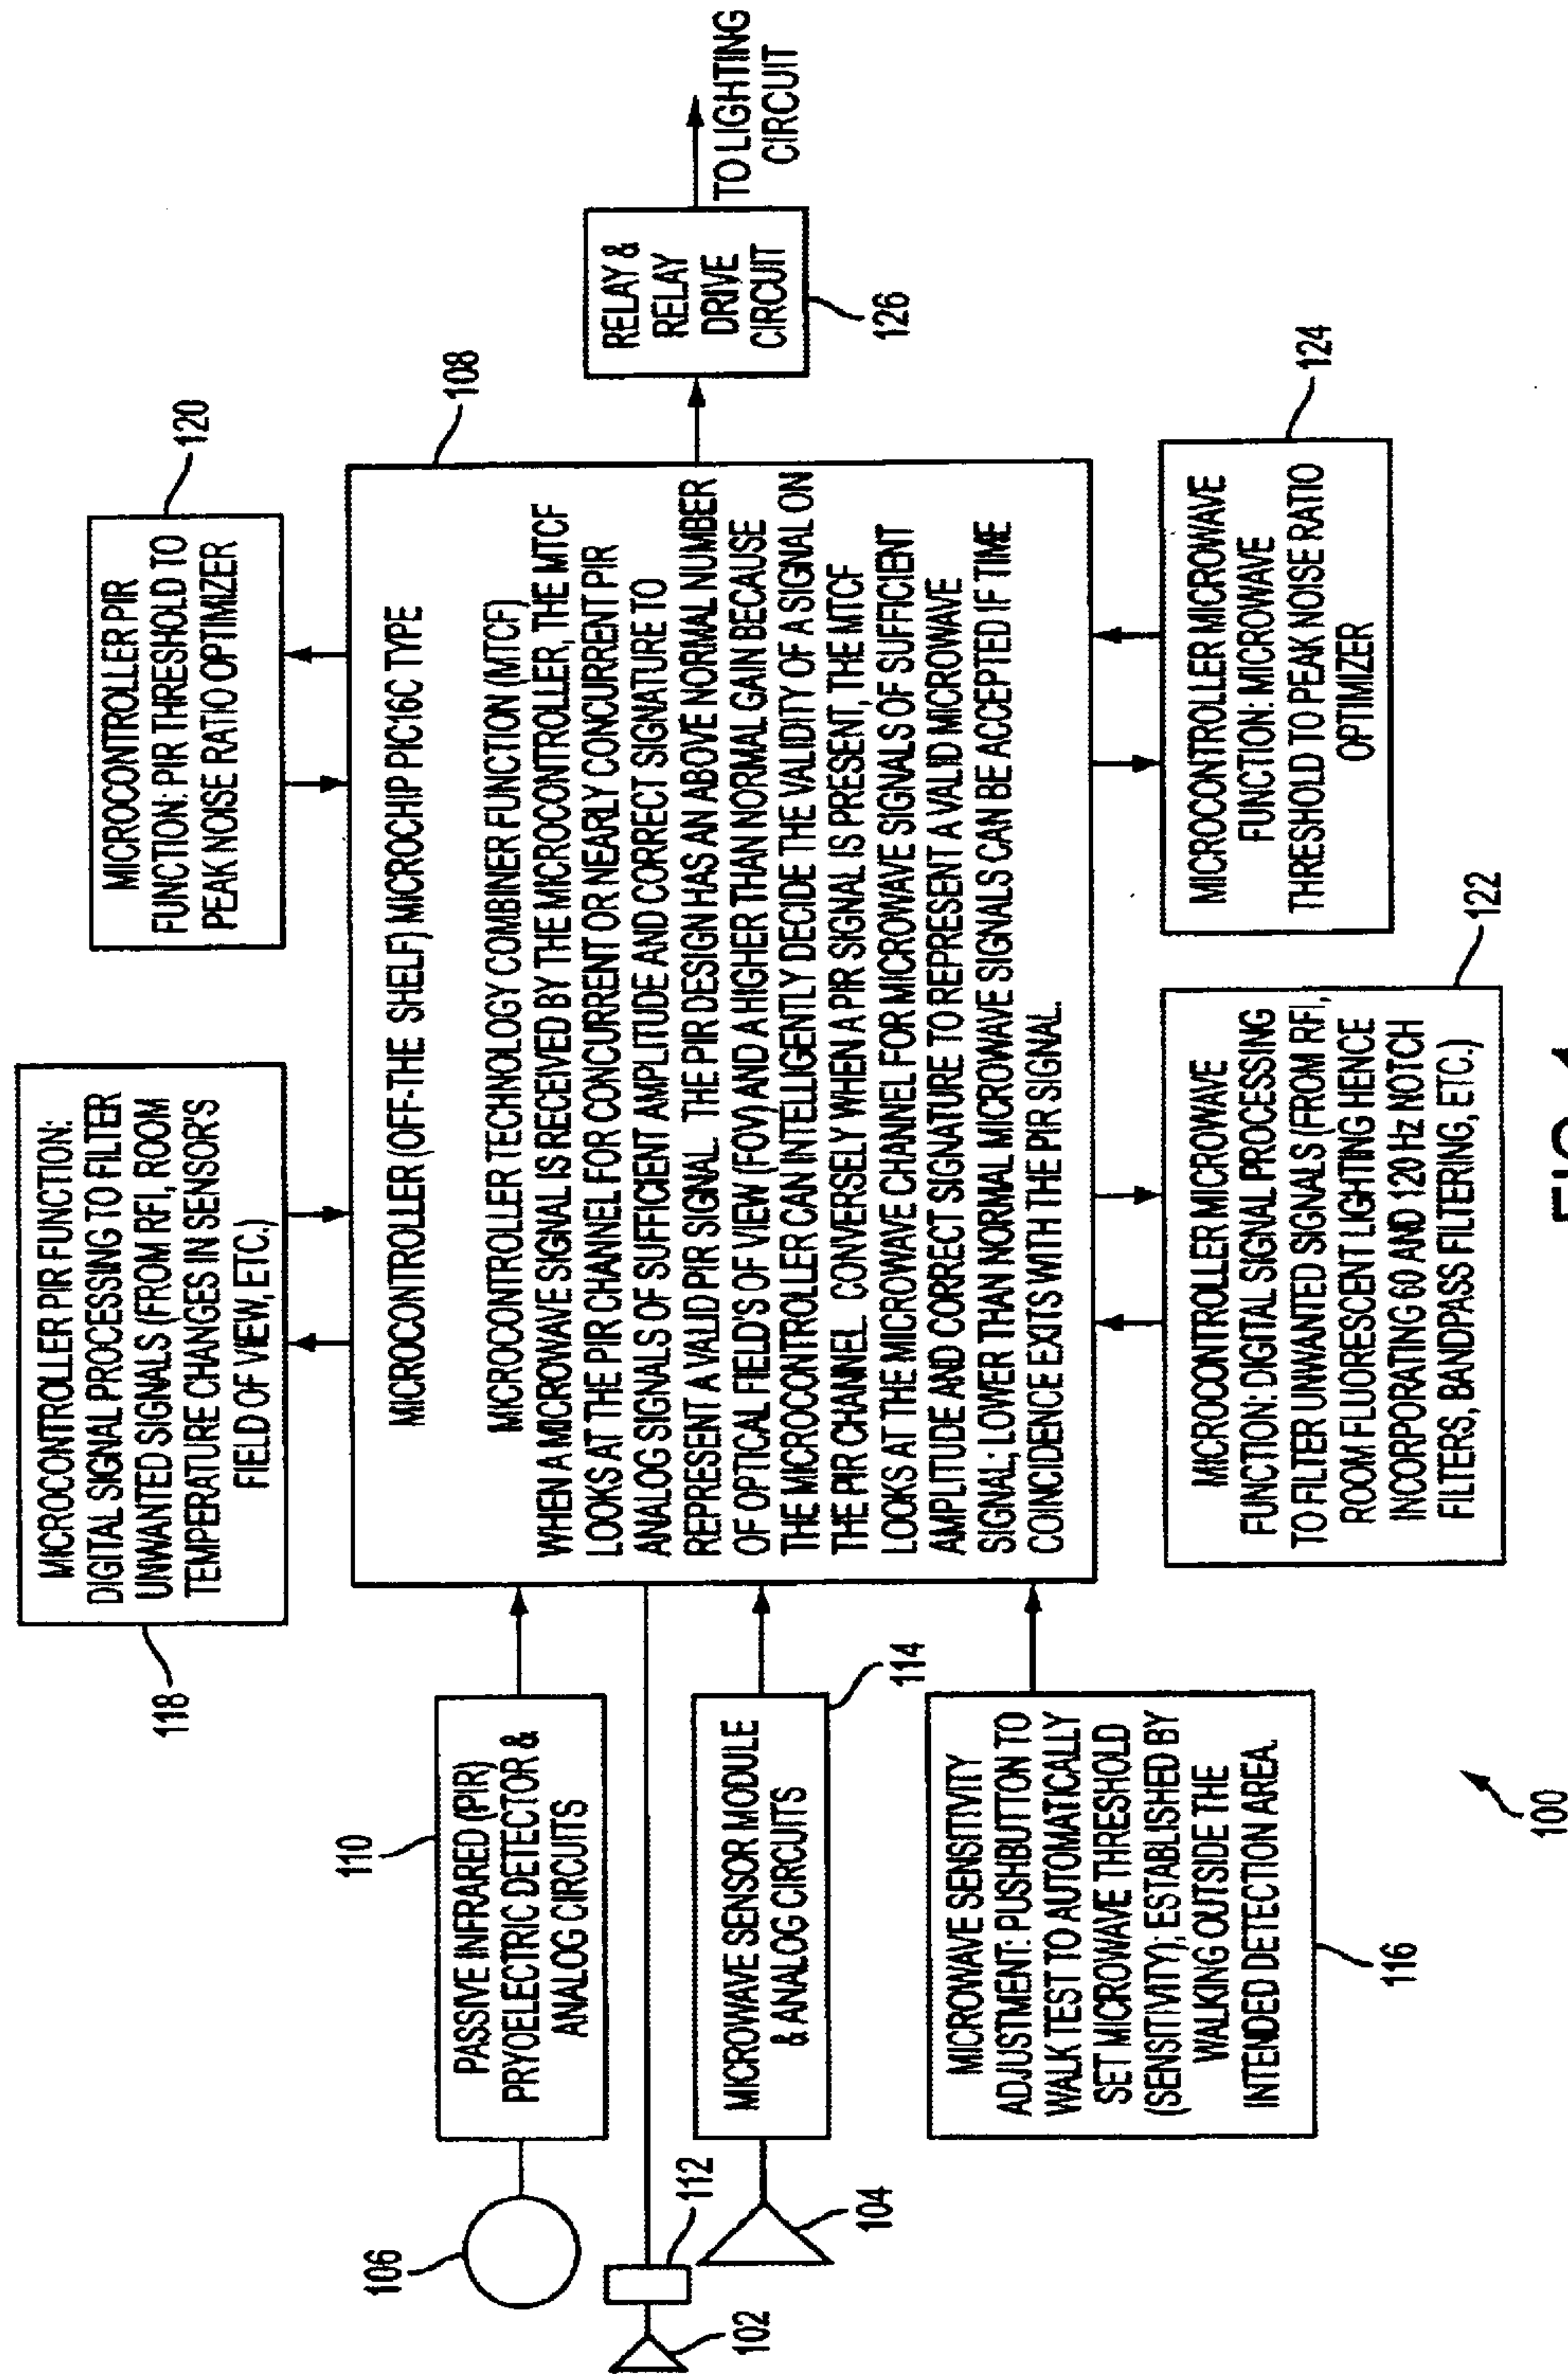 118
MICROCONTROLLER PIR FUNCTION:
DIGITAL SIGNAL PROCESSING TO FILTER
UNWANTED SIGNALS (FROM RFI, ROOM
TEMPERATURE CHANGES IN SENSOR'S
FIELD OF VIEW, ETC.)
MICROCONTROLLER PIR
FUNCTION: PIR THRESHOLD TO
PEAK NOISE RATIO OPTIMIZER
120
106
110
PASSIVE INFRARED (PIR)
PRYOELECTRIC DETECTOR &
ANALOG CIRCUITS
102
112
104
MICROWAVE SENSOR MODULE
& ANALOG CIRCUITS
114
MICROWAVE SENSITIVITY
ADJUSTMENT: PUSHBUTTON TO
WALK TEST TO AUTOMATICALLY
SET MICROWAVE THRESHOLD
(SENSITIVITY); ESTABLISHED BY
WALKING OUTSIDE THE
INTENDED DETECTION AREA.
116
108
MICROCONTROLLER (OFF-THE SHELF) MICROCHIP PIC16C TYPE
MICROCONTROLLER TECHNOLOGY COMBINER FUNCTION (MTCF)
WHEN A MICROWAVE SIGNAL IS RECEIVED BY THE MICROCONTROLLER, THE MTCF
LOOKS AT THE PIR CHANNEL FOR CONCURRENT OR NEARLY CONCURRENT PIR
ANALOG SIGNALS OF SUFFICIENT AMPLITUDE AND CORRECT SIGNATURE TO
REPRESENT A VALID PIR SIGNAL. THE PIR DESIGN HAS AN ABOVE NORMAL NUMBER
OF OPTICAL FIELD'S OF VIEW (FOV) AND A HIGHER THAN NORMAL GAIN BECAUSE
THE MICROCONTROLLER CAN INTELLIGENTLY DECIDE THE VALIDITY OF A SIGNAL ON
THE PIR CHANNEL. CONVERSELY WHEN A PIR SIGNAL IS PRESENT, THE MTCF
LOOKS AT THE MICROWAVE CHANNEL FOR MICROWAVE SIGNALS OF SUFFICIENT
AMPLITUDE AND CORRECT SIGNATURE TO REPRESENT A VALID MICROWAVE
SIGNAL; LOWER THAN NORMAL MICROWAVE SIGNALS CAN BE ACCEPTED IF TIME
COINCIDENCE EXITS WITH THE PIR SIGNAL.
RELAY &
RELAY
DRIVE
CIRCUIT
126
TO LIGHTING
CIRCUIT
MICROCONTROLLER MICROWAVE
FUNCTION: DIGITAL SIGNAL PROCESSING
TO FILTER UNWANTED SIGNALS (FROM RFI,
ROOM FLUORESCENT LIGHTING HENCE
INCORPORATING 60 AND 120 Hz NOTCH
FILTERS, BANDPASS FILTERING, ETC.)
122
MICROCONTROLLER MICROWAVE
FUNCTION: MICROWAVE
THRESHOLD TO PEAK NOISE RATIO
OPTIMIZER
124
100